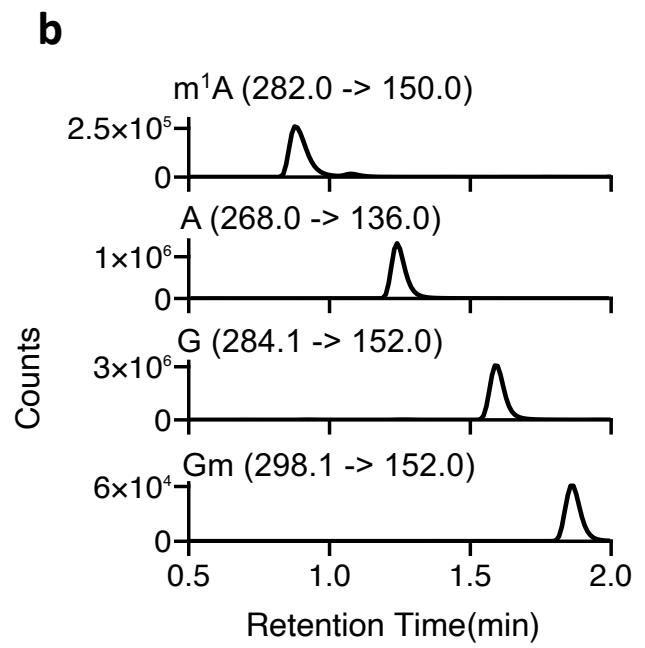 b
m¹A (282.0 -> 150.0)
2.5×10⁵
0
A (268.0 -> 136.0)
1×10⁶
0
G (284.1 -> 152.0)
3×10⁶
0
Gm (298.1 -> 152.0)
6×10⁴
0
0.5 1.0 1.5 2.0
Retention Time(min)
Counts